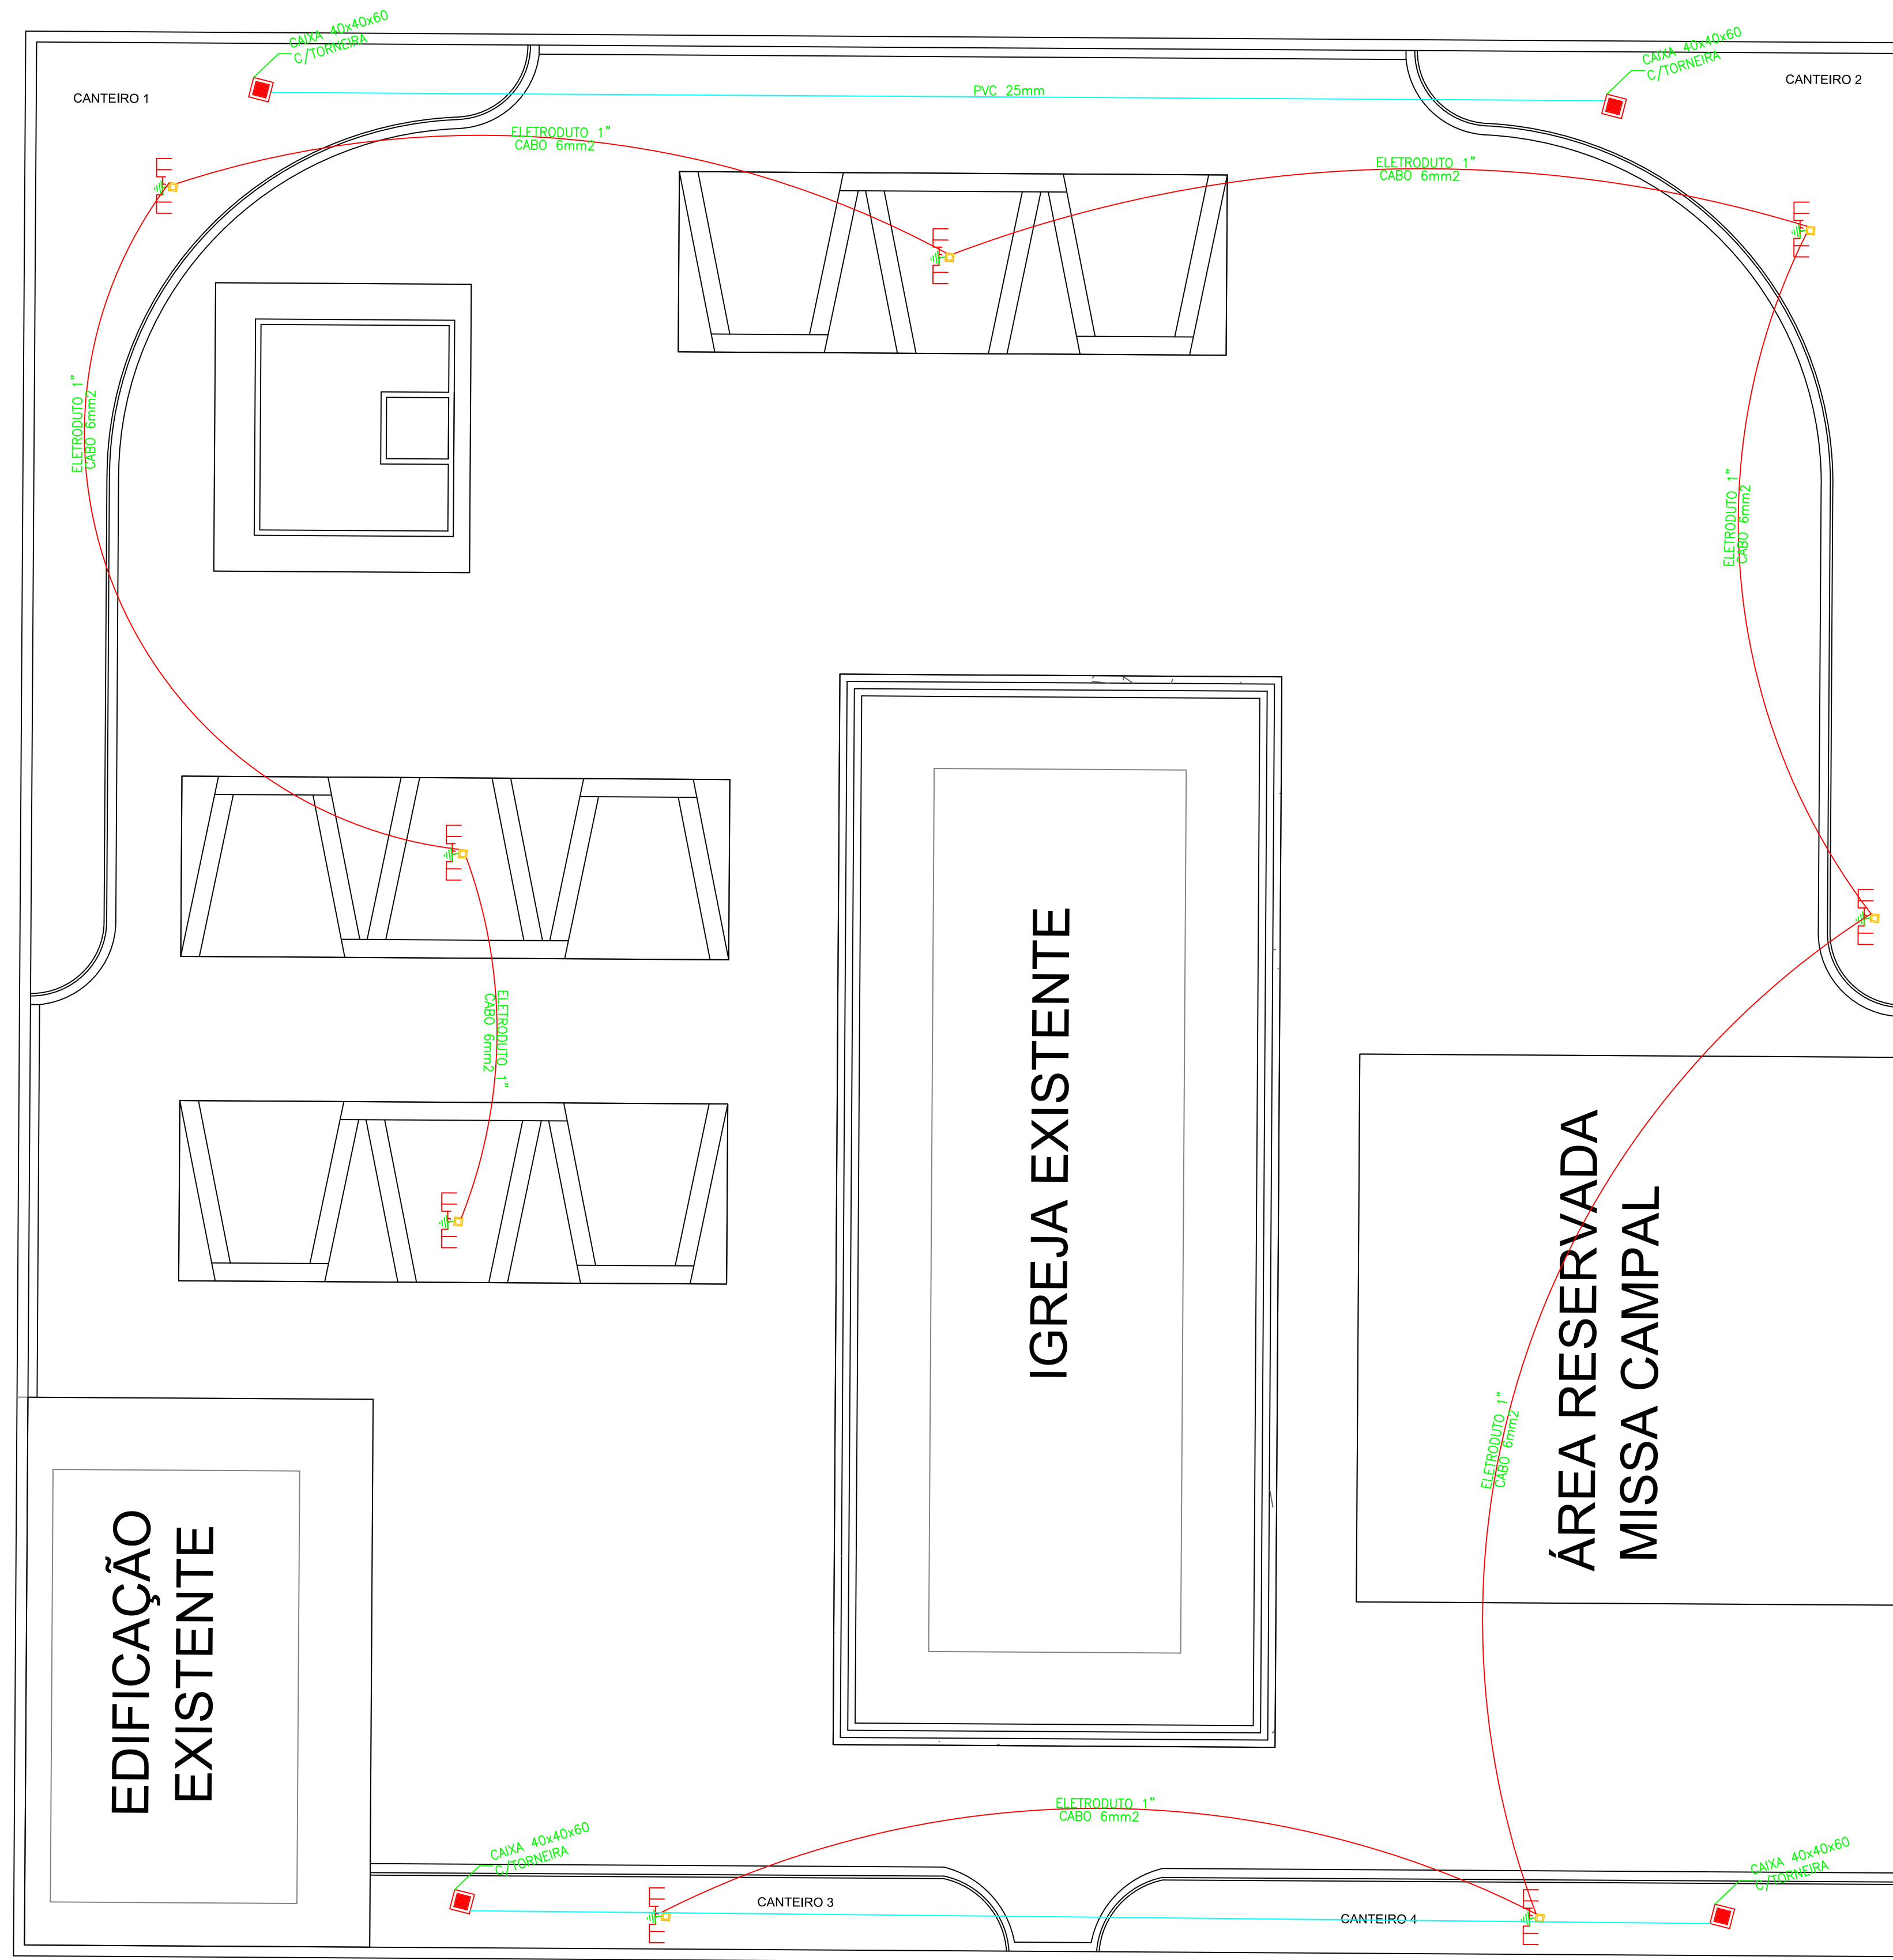 CAIXA 40x40x60
C/TORNEIRA
CAIXA 40x40x60
C/TORNEIRA
CANTEIRO 1
PVC 25mm
CANTEIRO 2
ELETRODUTO 1"
CABO 6mm2
ELETRODUTO 1"
CABO 6mm2
ELETRODUTO 1"
CABO 6mm2
ELETRODUTO 1"
CABO 6mm2
ELETRODUTO 1"
CABO 6mm2
IGREJA EXISTENTE
ÁREA RESERVADA
MISSA CAMPAL
ELETRODUTO 1"
CABO 6mm2
EDIFICAÇÃO
EXISTENTE
ELETRODUTO 1"
CABO 6mm2
CAIXA 40x40x60
C/TORNEIRA
CAIXA 40x40x60
C/TORNEIRA
CANTEIRO 3
CANTEIRO 4